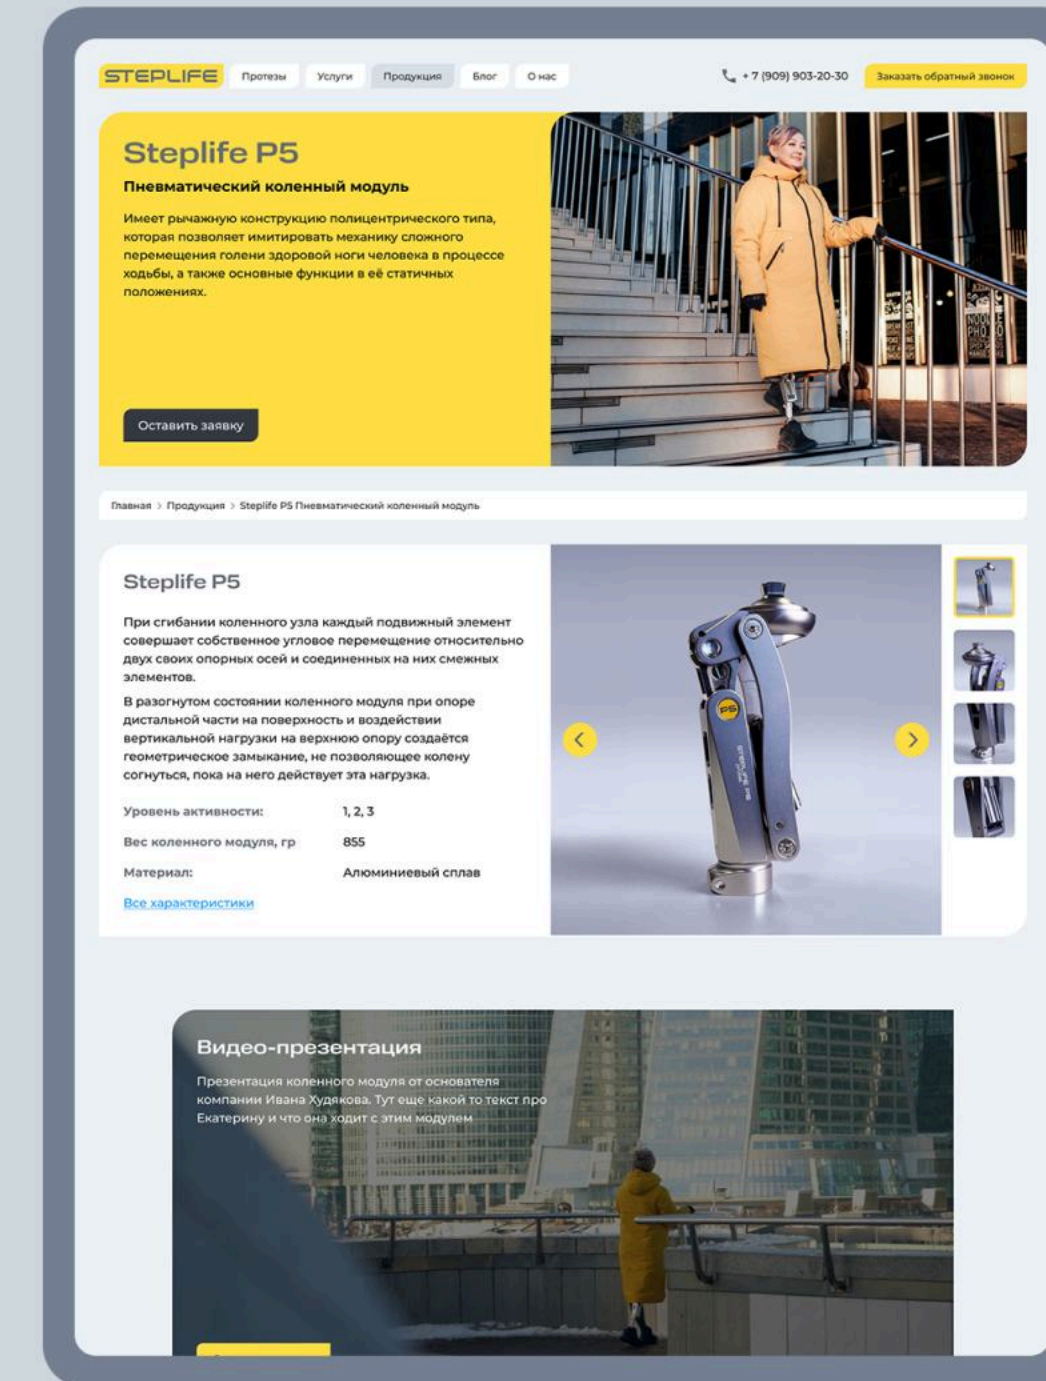 STEPLIFE
Протезы
Услуги
Продукция
Блог
О нас
+ 7 (909) 903-20-30
Заказать обратный звонок
Steplife P5
Пневматический коленный модуль
Имеет рычажную конструкцию полицентрического типа,
которая позволяет имитировать механику сложного
перемещения голени здоровой ноги человека в процессе
ходьбы, а также основные функции в её статичных
положениях.
Оставить заявку
NOODLE
PHO BO
Главная > Продукция > Steplife P5 Пневматический коленный модуль
Steplife P5
При сгибании коленного узла каждый подвижный элемент
совершает собственное угловое перемещение относительно
двух своих опорных осей и соединенных на них смежных
элементов.
В разогнутом состоянии коленного модуля при опоре
дистальной части на поверхность и воздействии
вертикальной нагрузки на верхнюю опору создаётся
геометрическое замыкание, не позволяющее колену
согнуться, пока на него действует эта нагрузка.
Уровень активности: 1, 2, 3
Вес коленного модуля, гр 855
Материал: Алюминиевый сплав
Все характеристики
P5
STEPLIFE P5
Видео-презентация
Презентация коленного модуля от основателя
компании Ивана Худякова. Тут еще какой то текст про
Екатерину и что она ходит с этим модулем